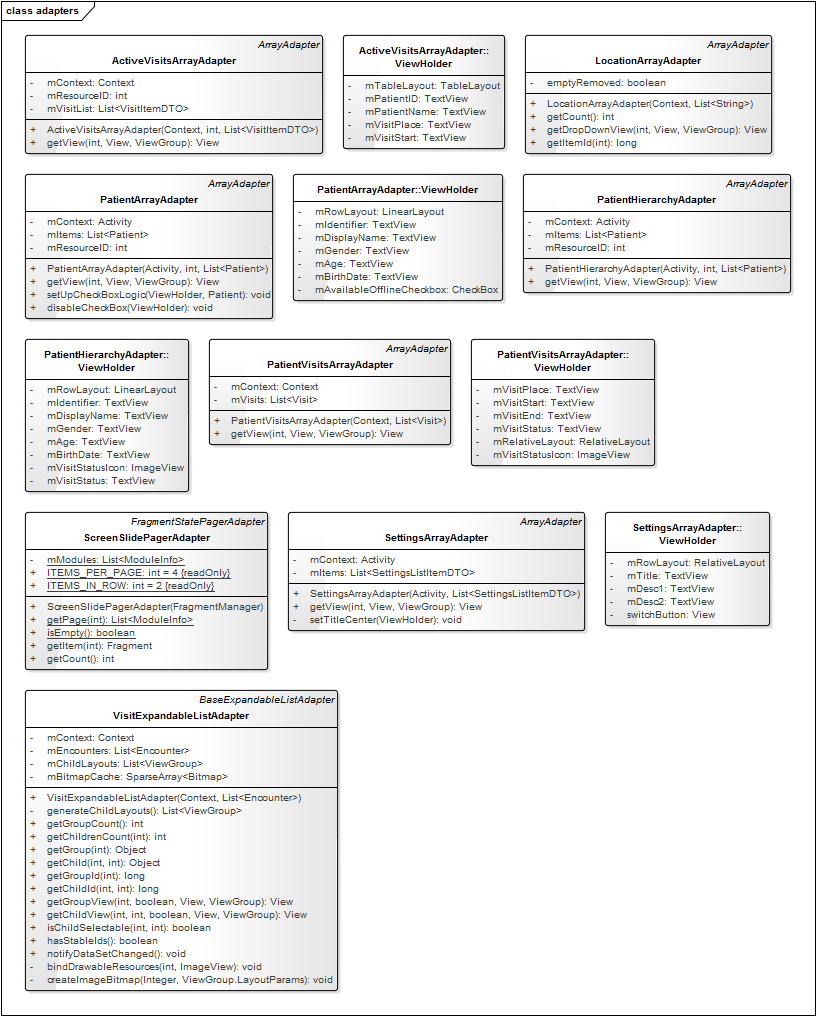 class adapters
ArrayAdapter
ActiveVisitsArrayAdapter
- mContext: Context
- mResourceID: int
- mVisitList: List<VisitItemDTO>
+ ActiveVisitsArrayAdapter(Context, int, List<VisitItemDTO>)
+ getView(int, View, ViewGroup): View
ActiveVisitsArrayAdapter::
ViewHolder
- mTableLayout: TableLayout
- mPatientID: TextView
- mPatientName: TextView
- mVisitPlace: TextView
- mVisitStart: TextView
ArrayAdapter
LocationArrayAdapter
- emptyRemoved: boolean
+ LocationArrayAdapter(Context, List<String>)
+ getCount(): int
+ getDropDownView(int, View, ViewGroup): View
+ getItemId(int): long
ArrayAdapter
PatientArrayAdapter
- mContext: Activity
- mItems: List<Patient>
- mResourceID: int
+ PatientArrayAdapter(Activity, int, List<Patient>)
+ getView(int, View, ViewGroup): View
+ setUpCheckBoxLogic(ViewHolder, Patient): void
+ disableCheckBox(ViewHolder): void
PatientArrayAdapter::ViewHolder
- mRowLayout: LinearLayout
- mIdentifier: TextView
- mDisplayName: TextView
- mGender: TextView
- mAge: TextView
- mBirthDate: TextView
- mAvailableOfflineCheckbox: CheckBox
ArrayAdapter
PatientHierarchyAdapter
- mContext: Activity
- mItems: List<Patient>
- mResourceID: int
+ PatientHierarchyAdapter(Activity, int, List<Patient>)
+ getView(int, View, ViewGroup): View
PatientHierarchyAdapter::
ViewHolder
- mRowLayout: LinearLayout
- mIdentifier: TextView
- mDisplayName: TextView
- mGender: TextView
- mAge: TextView
- mBirthDate: TextView
- mVisitStatusIcon: ImageView
- mVisitStatus: TextView
ArrayAdapter
PatientVisitsArrayAdapter
- mContext: Context
- mVisits: List<Visit>
+ PatientVisitsArrayAdapter(Context, List<Visit>)
+ getView(int, View, ViewGroup): View
PatientVisitsArrayAdapter::
ViewHolder
- mVisitPlace: TextView
- mVisitStart: TextView
- mVisitEnd: TextView
- mVisitStatus: TextView
- mRelativeLayout: RelativeLayout
- mVisitStatusIcon: ImageView
FragmentStatePagerAdapter
ScreenSlidePagerAdapter
- mModules: List<ModuleInfo>
+ ITEMS_PER_PAGE: int = 4 {readOnly}
+ ITEMS_IN_ROW: int = 2 {readOnly}
+ ScreenSlidePagerAdapter(FragmentManager)
+ getPage(int): List<ModuleInfo>
+ isEmpty(): boolean
+ getItem(int): Fragment
+ getCount(): int
ArrayAdapter
SettingsArrayAdapter
- mContext: Activity
- mItems: List<SettingsListItemDTO>
+ SettingsArrayAdapter(Activity, List<SettingsListItemDTO>)
+ getView(int, View, ViewGroup): View
- setTitleCenter(ViewHolder): void
SettingsArrayAdapter::
ViewHolder
- mRowLayout: RelativeLayout
- mTitle: TextView
- mDesc1: TextView
- mDesc2: TextView
- switchButton: View
BaseExpandableListAdapter
VisitExpandableListAdapter
- mContext: Context
- mEncounters: List<Encounter>
- mChildLayouts: List<ViewGroup>
- mBitmapCache: SparseArray<Bitmap>
+ VisitExpandableListAdapter(Context, List<Encounter>)
- generateChildLayouts(): List<ViewGroup>
+ getGroupCount(): int
+ getChildrenCount(int): int
+ getGroup(int): Object
+ getChild(int, int): Object
+ getGroupId(int): long
+ getChildId(int, int): long
+ getGroupView(int, boolean, View, ViewGroup): View
+ getChildView(int, int, boolean, View, ViewGroup): View
+ isChildSelectable(int, int): boolean
+ hasStableIds(): boolean
+ notifyDataSetChanged(): void
- bindDrawableResources(int, ImageView): void
- createImageBitmap(Integer, ViewGroup.LayoutParams): void